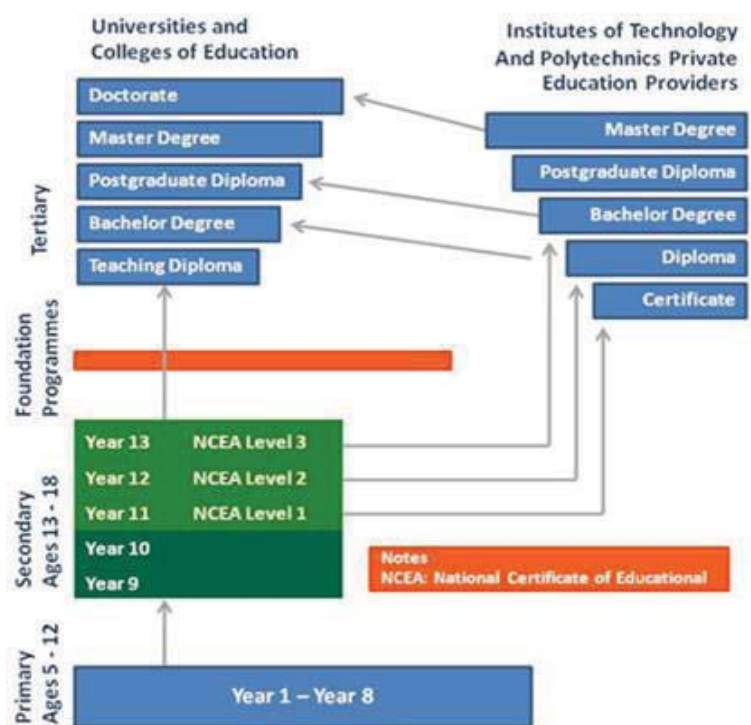 Universities and
Colleges of Education
Institutes of Technology
And Polytechnics Private
Education Providers
Tertiary
Doctorate
Master Degree
Postgraduate Diploma
Bachelor Degree
Teaching Diploma
Master Degree
Postgraduate Diploma
Bachelor Degree
Diploma
Certificate
Foundation
Programmes
Secondary
Ages 13 - 18
Year 13 NCEA Level 3
Year 12 NCEA Level 2
Year 11 NCEA Level 1
Year 10
Year 9
Notes
NCEA: National Certificate of Educational
Primary
Ages 5 - 12
Year 1 – Year 8